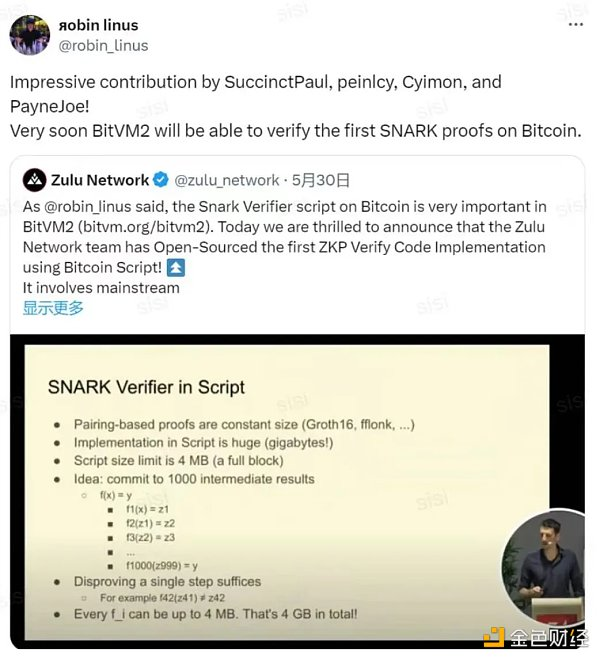 яobin linus
@robin_linus
Impressive contribution by SuccinctPaul, peinlcy, Cyimon, and
PayneJoe!
Very soon BitVM2 will be able to verify the first SNARK proofs on Bitcoin.
Zulu Network @zulu_network · 5月30日
As @robin_linus said, the Snark Verifier script on Bitcoin is very important in
BitVM2 (bitvm.org/bitvm2). Today we are thrilled to announce that the Zulu
Network team has Open-Sourced the first ZKP Verify Code Implementation
using Bitcoin Script!
It involves mainstream
显示更多
SNARK Verifier in Script
• Pairing-based proofs are constant size (Groth16, fflonk, ...)
• Implementation in Script is huge (gigabytes!)
• Script size limit is 4 MB (a full block)
• Idea: commit to 1000 intermediate results
○ f(x) = y
■ f1(x) = z1
■ f2(z1) = z2
■ f3(z2) = z3
■ ...
■ f1000(z999) = y
• Disproving a single step suffices
○ For example f42(z41) ≠ z42
• Every f_i can be up to 4 MB. That's 4 GB in total!
金色财经
sisi